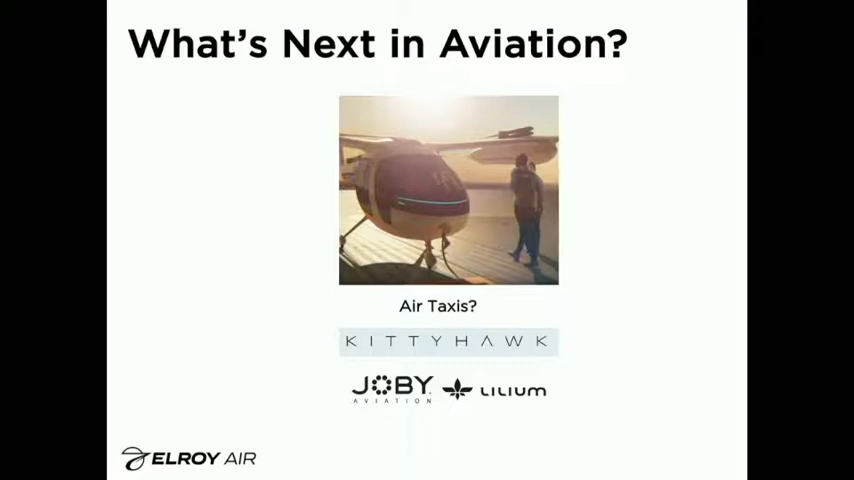 What's Next in Aviation?
Air Taxis?
KITTYHAWK
JOBY
AVIATION
LILIUM
ELROY AIR